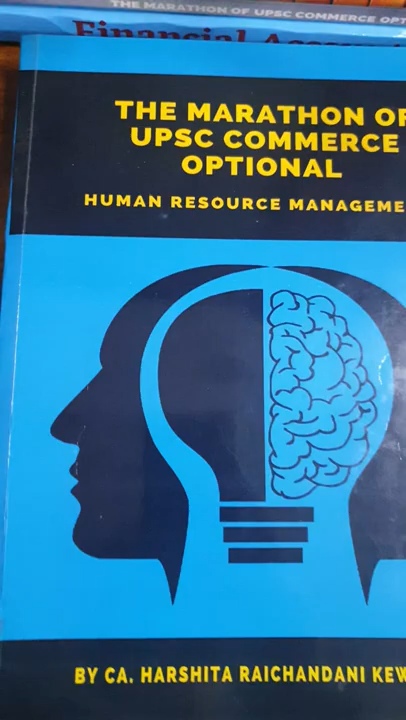 THE MARATHON OF UPSC COMMERCE OPT
Financial
THE MARATHON OF
UPSC COMMERCE
OPTIONAL
HUMAN RESOURCE MANAGEME
BY CA. HARSHITA RAICHANDANI KEW